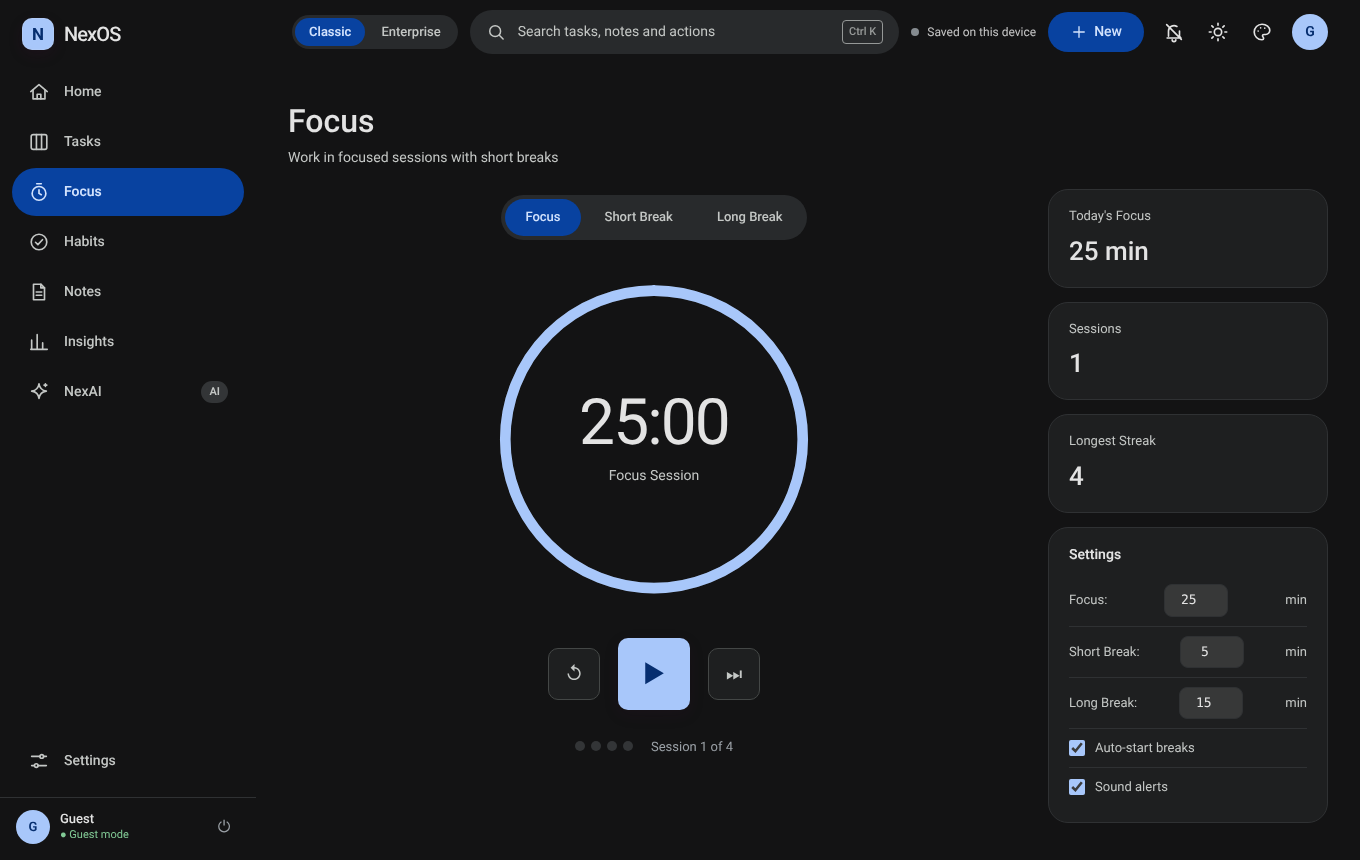 N NexOS
Home
Tasks
Focus
Habits
Notes
Insights
NexAI AI
Settings
G Guest
Guest mode
Classic Enterprise
Search tasks, notes and actions Ctrl K
Saved on this device
+ New
G
Focus
Work in focused sessions with short breaks
Focus Short Break Long Break
25:00
Focus Session
Session 1 of 4
Today's Focus
25 min
Sessions
1
Longest Streak
4
Settings
Focus: 25 min
Short Break: 5 min
Long Break: 15 min
Auto-start breaks
Sound alerts